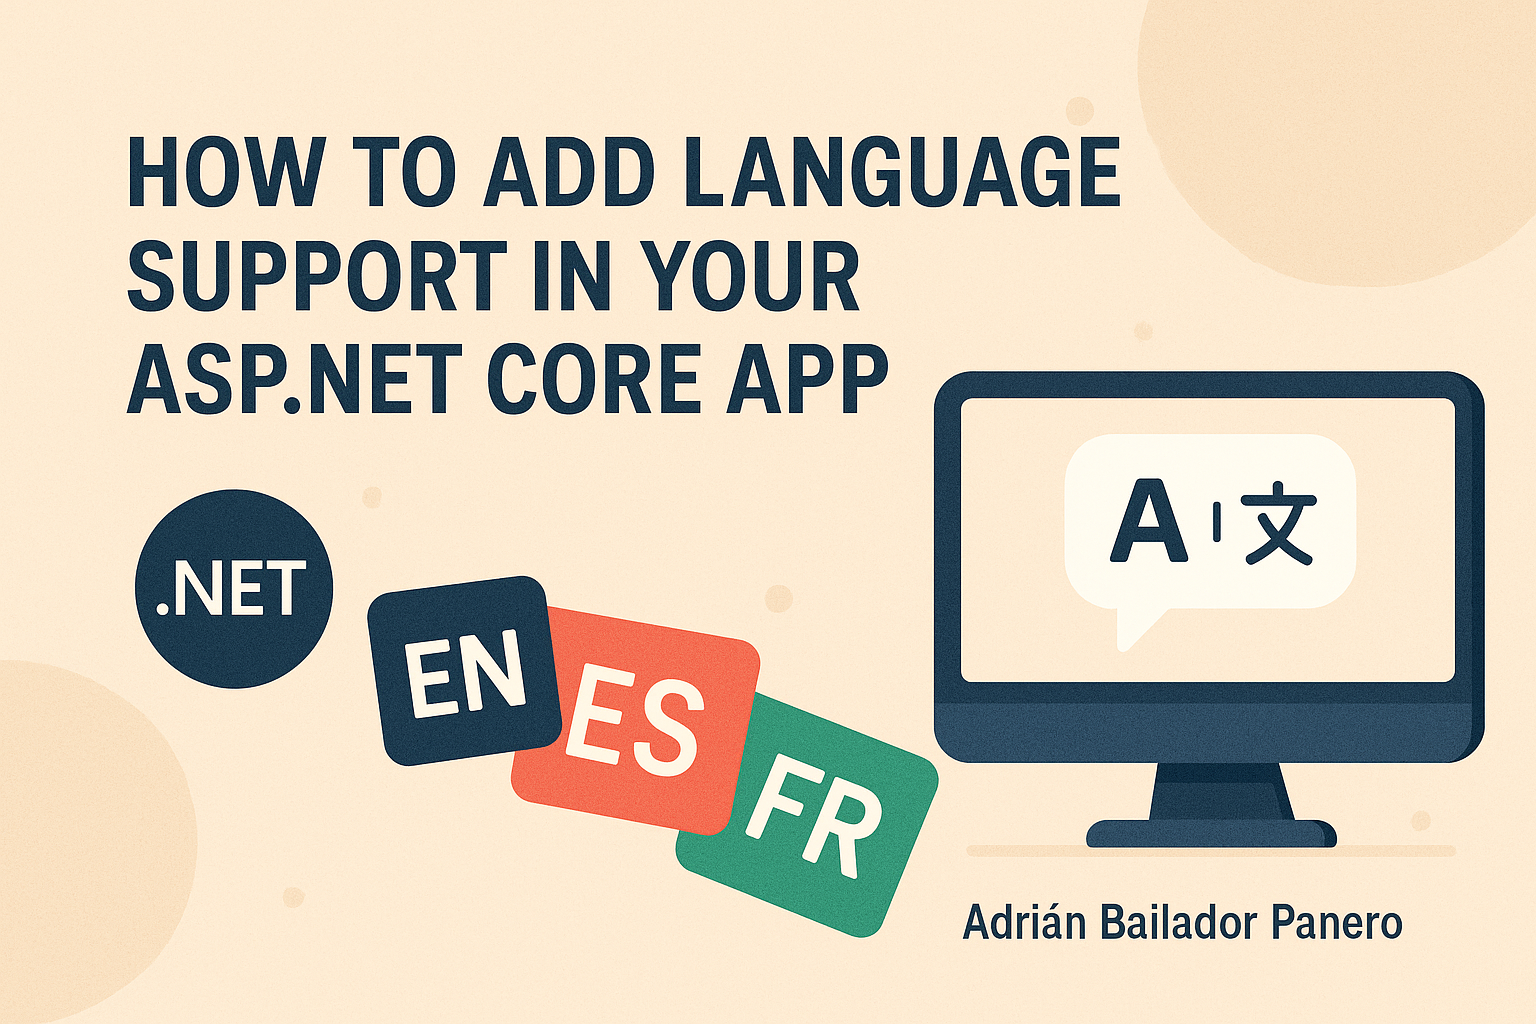 HOW TO ADD LANGUAGE
SUPPORT IN YOUR
ASP.NET CORE APP
.NET
EN
ES
FR
A 文
Adrián Bailador Panero